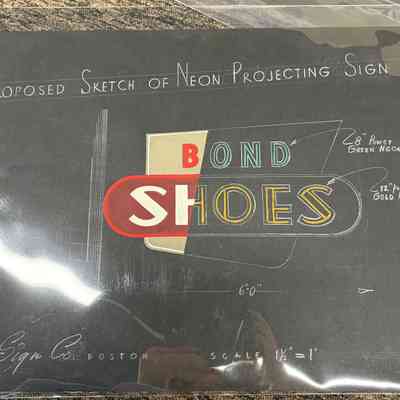 PROPOSED SKETCH OF NEON PROJECTING SIGN
BOND
8" POWER
GREEN NEON
SHOES
12"
GOLD
6'0"
Sign Co. BOSTON SCALE 1½" = 1'